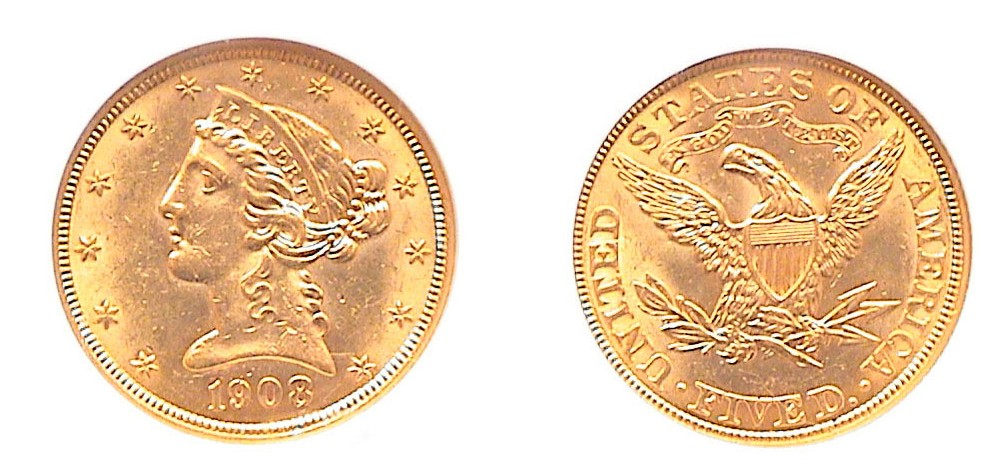 LIBERTY
1908
UNITED STATES OF AMERICA
IN GOD WE TRUST
· FIVE D. ·